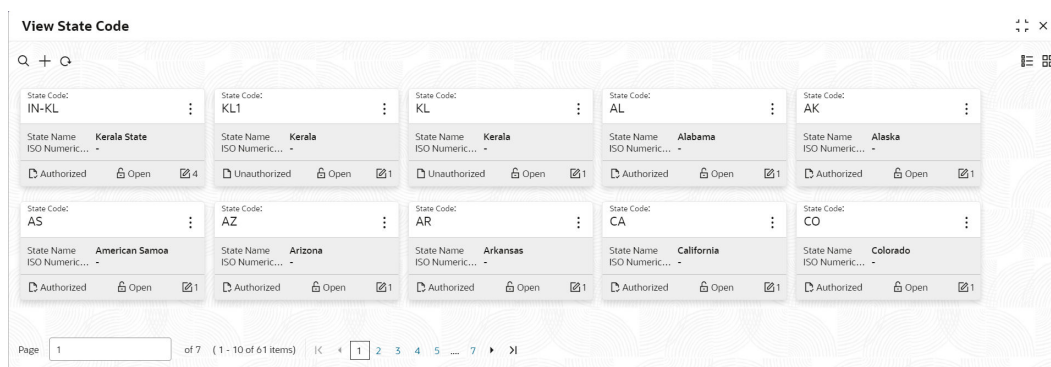 View State Code
State Code:
IN-KL
State Name Kerala State
ISO Numeric... -
Authorized Open 4
State Code:
KL1
State Name Kerala
ISO Numeric... -
Unauthorized Open 1
State Code:
KL
State Name Kerala
ISO Numeric... -
Unauthorized Open 1
State Code:
AL
State Name Alabama
ISO Numeric... -
Authorized Open 1
State Code:
AK
State Name Alaska
ISO Numeric... -
Authorized Open 1
State Code:
AS
State Name American Samoa
ISO Numeric... -
Authorized Open 1
State Code:
AZ
State Name Arizona
ISO Numeric... -
Authorized Open 1
State Code:
AR
State Name Arkansas
ISO Numeric... -
Authorized Open 1
State Code:
CA
State Name California
ISO Numeric... -
Authorized Open 1
State Code:
CO
State Name Colorado
ISO Numeric... -
Authorized Open 1
Page 1 of 7 ( 1 - 10 of 61 items) 1 2 3 4 5 .... 7